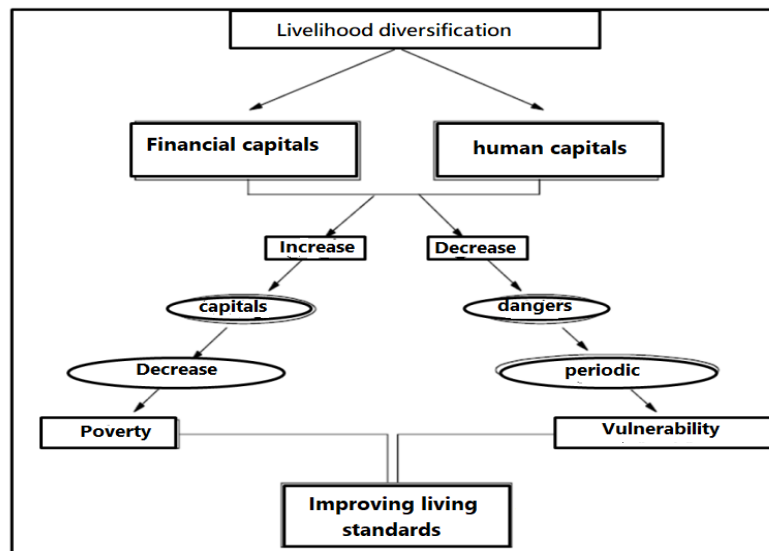 Livelihood diversification
Financial capitals
human capitals
Increase
Decrease
capitals
dangers
Decrease
periodic
Poverty
Vulnerability
Improving living
standards